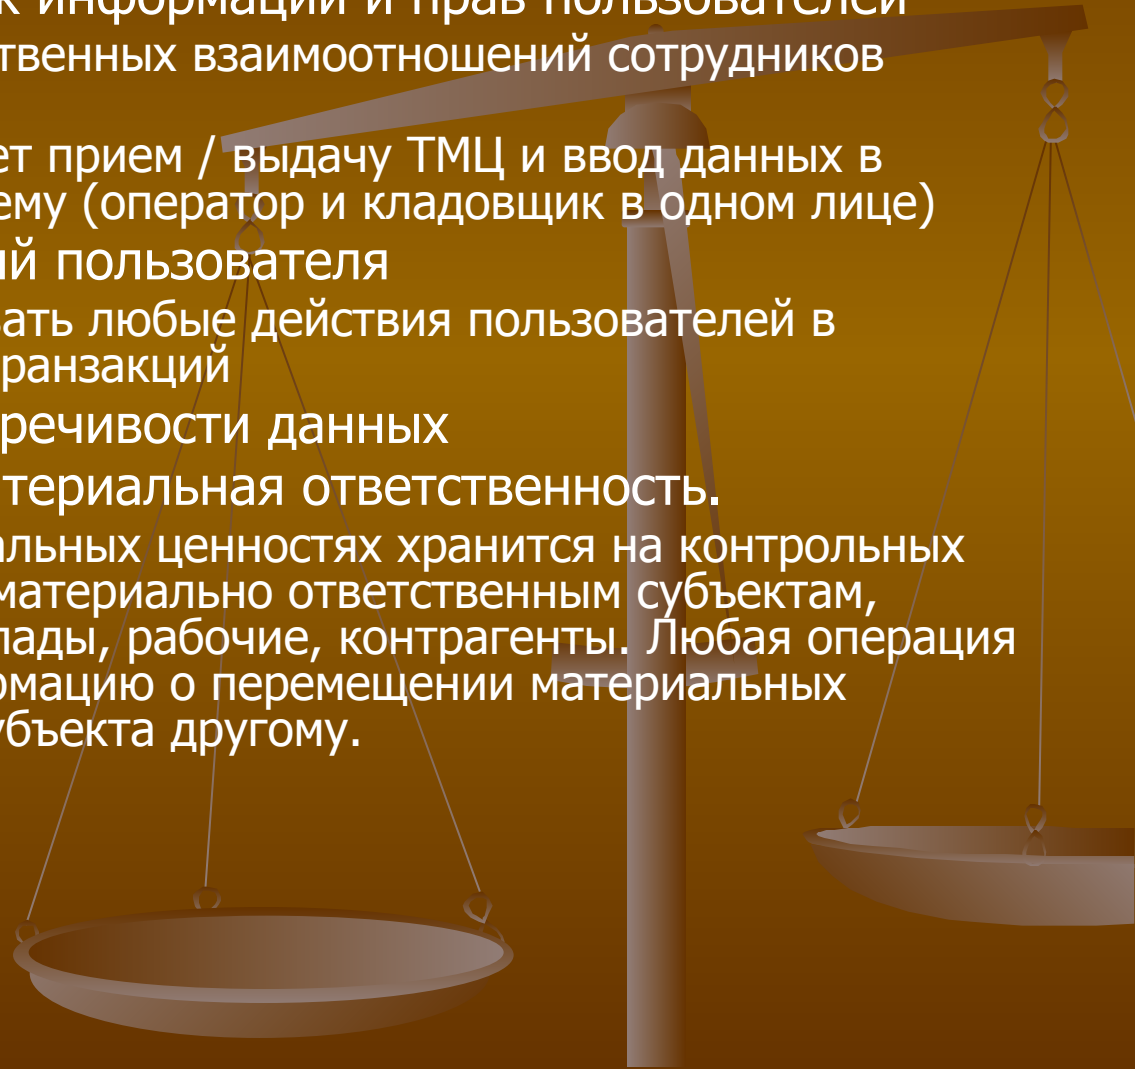 к информации и прав пользователей
твенных взаимоотношений сотрудников
ет прием / выдачу ТМЦ и ввод данных в
ему (оператор и кладовщик в одном лице)
ий пользователя
ать любые действия пользователей в
ранзакций
речивости данных
териальная ответственность.
альных ценностях хранится на контрольных
материально ответственным субъектам,
лады, рабочие, контрагенты. Любая операция
рмацию о перемещении материальных
убъекта другому.